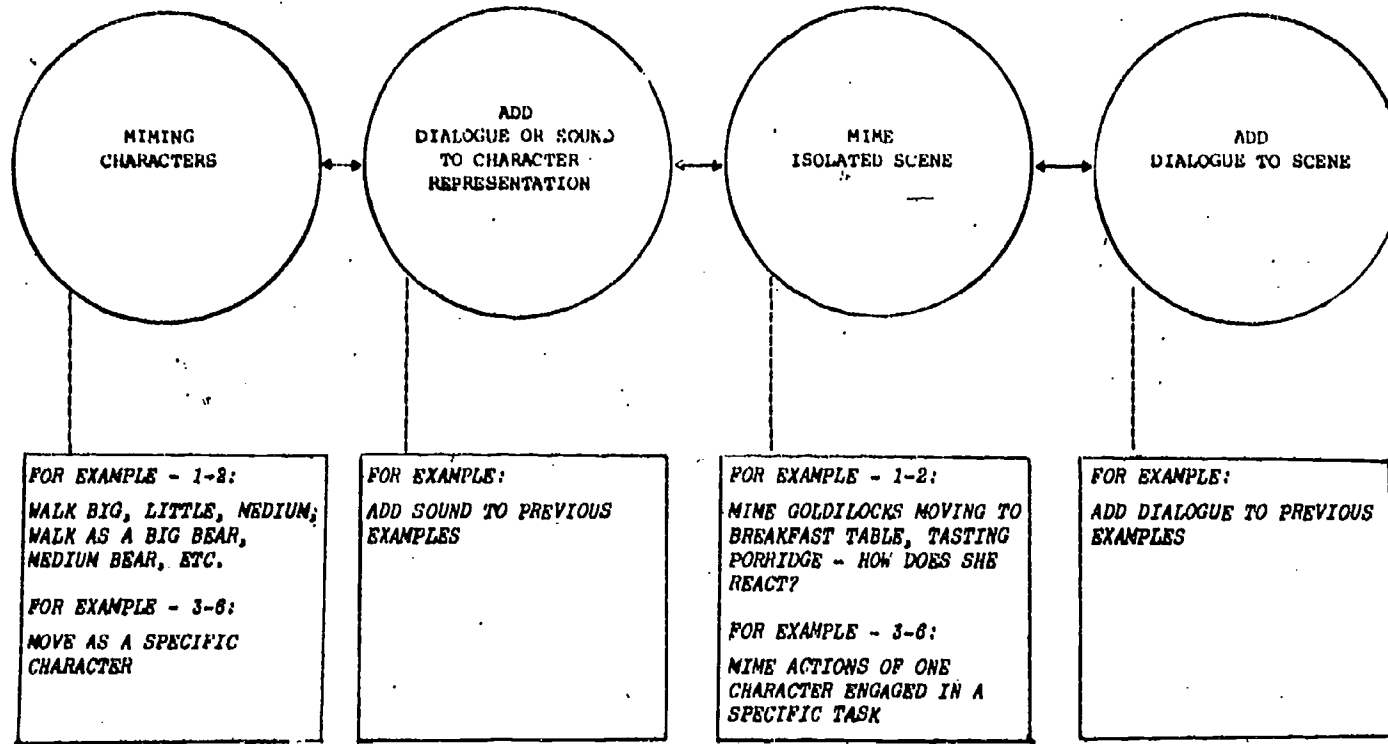 MIMING
CHARACTERS
ADD
DIALOGUE OR SOUND
TO CHARACTER
REPRESENTATION
MIME
ISOLATED SCENE
ADD
DIALOGUE TO SCENE
FOR EXAMPLE - 1-2:
WALK BIG, LITTLE, MEDIUM;
WALK AS A BIG BEAR,
MEDIUM BEAR, ETC.
FOR EXAMPLE - 3-6:
MOVE AS A SPECIFIC
CHARACTER
FOR EXAMPLE:
ADD SOUND TO PREVIOUS
EXAMPLES
FOR EXAMPLE - 1-2:
MIME GOLDILOCKS MOVING TO
BREAKFAST TABLE, TASTING
PORRIDGE - HOW DOES SHE
REACT?
FOR EXAMPLE - 3-6:
MIME ACTIONS OF ONE
CHARACTER ENGAGED IN A
SPECIFIC TASK
FOR EXAMPLE:
ADD DIALOGUE TO PREVIOUS
EXAMPLES